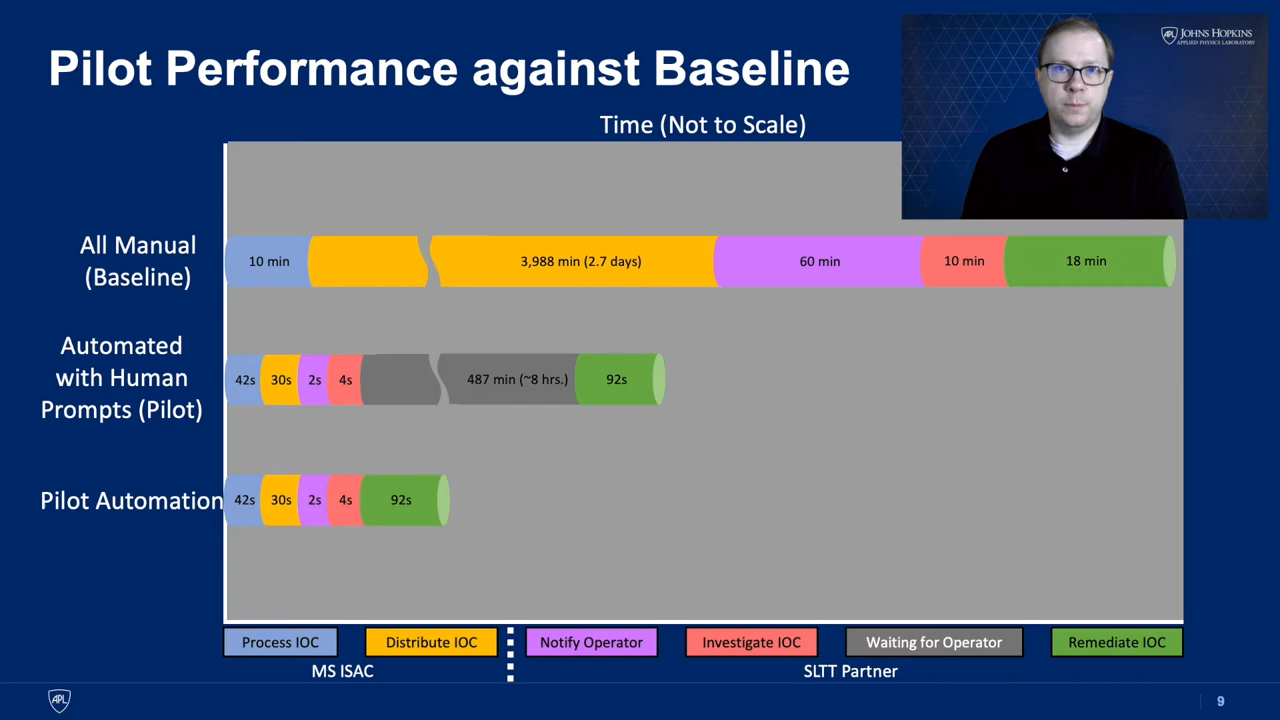 Pilot Performance against Baseline
JOHNS HOPKINS
APPLIED PHYSICS LABORATORY
Time (Not to Scale)
All Manual
(Baseline)
10 min
3,988 min (2.7 days)
60 min
10 min
18 min
Automated
with Human
Prompts (Pilot)
42s
30s
2s
4s
487 min (~8 hrs.)
92s
Pilot Automation
42s
30s
2s
4s
92s
Process IOC
Distribute IOC
Notify Operator
Investigate IOC
Waiting for Operator
Remediate IOC
MS ISAC
SLTT Partner
APL
9